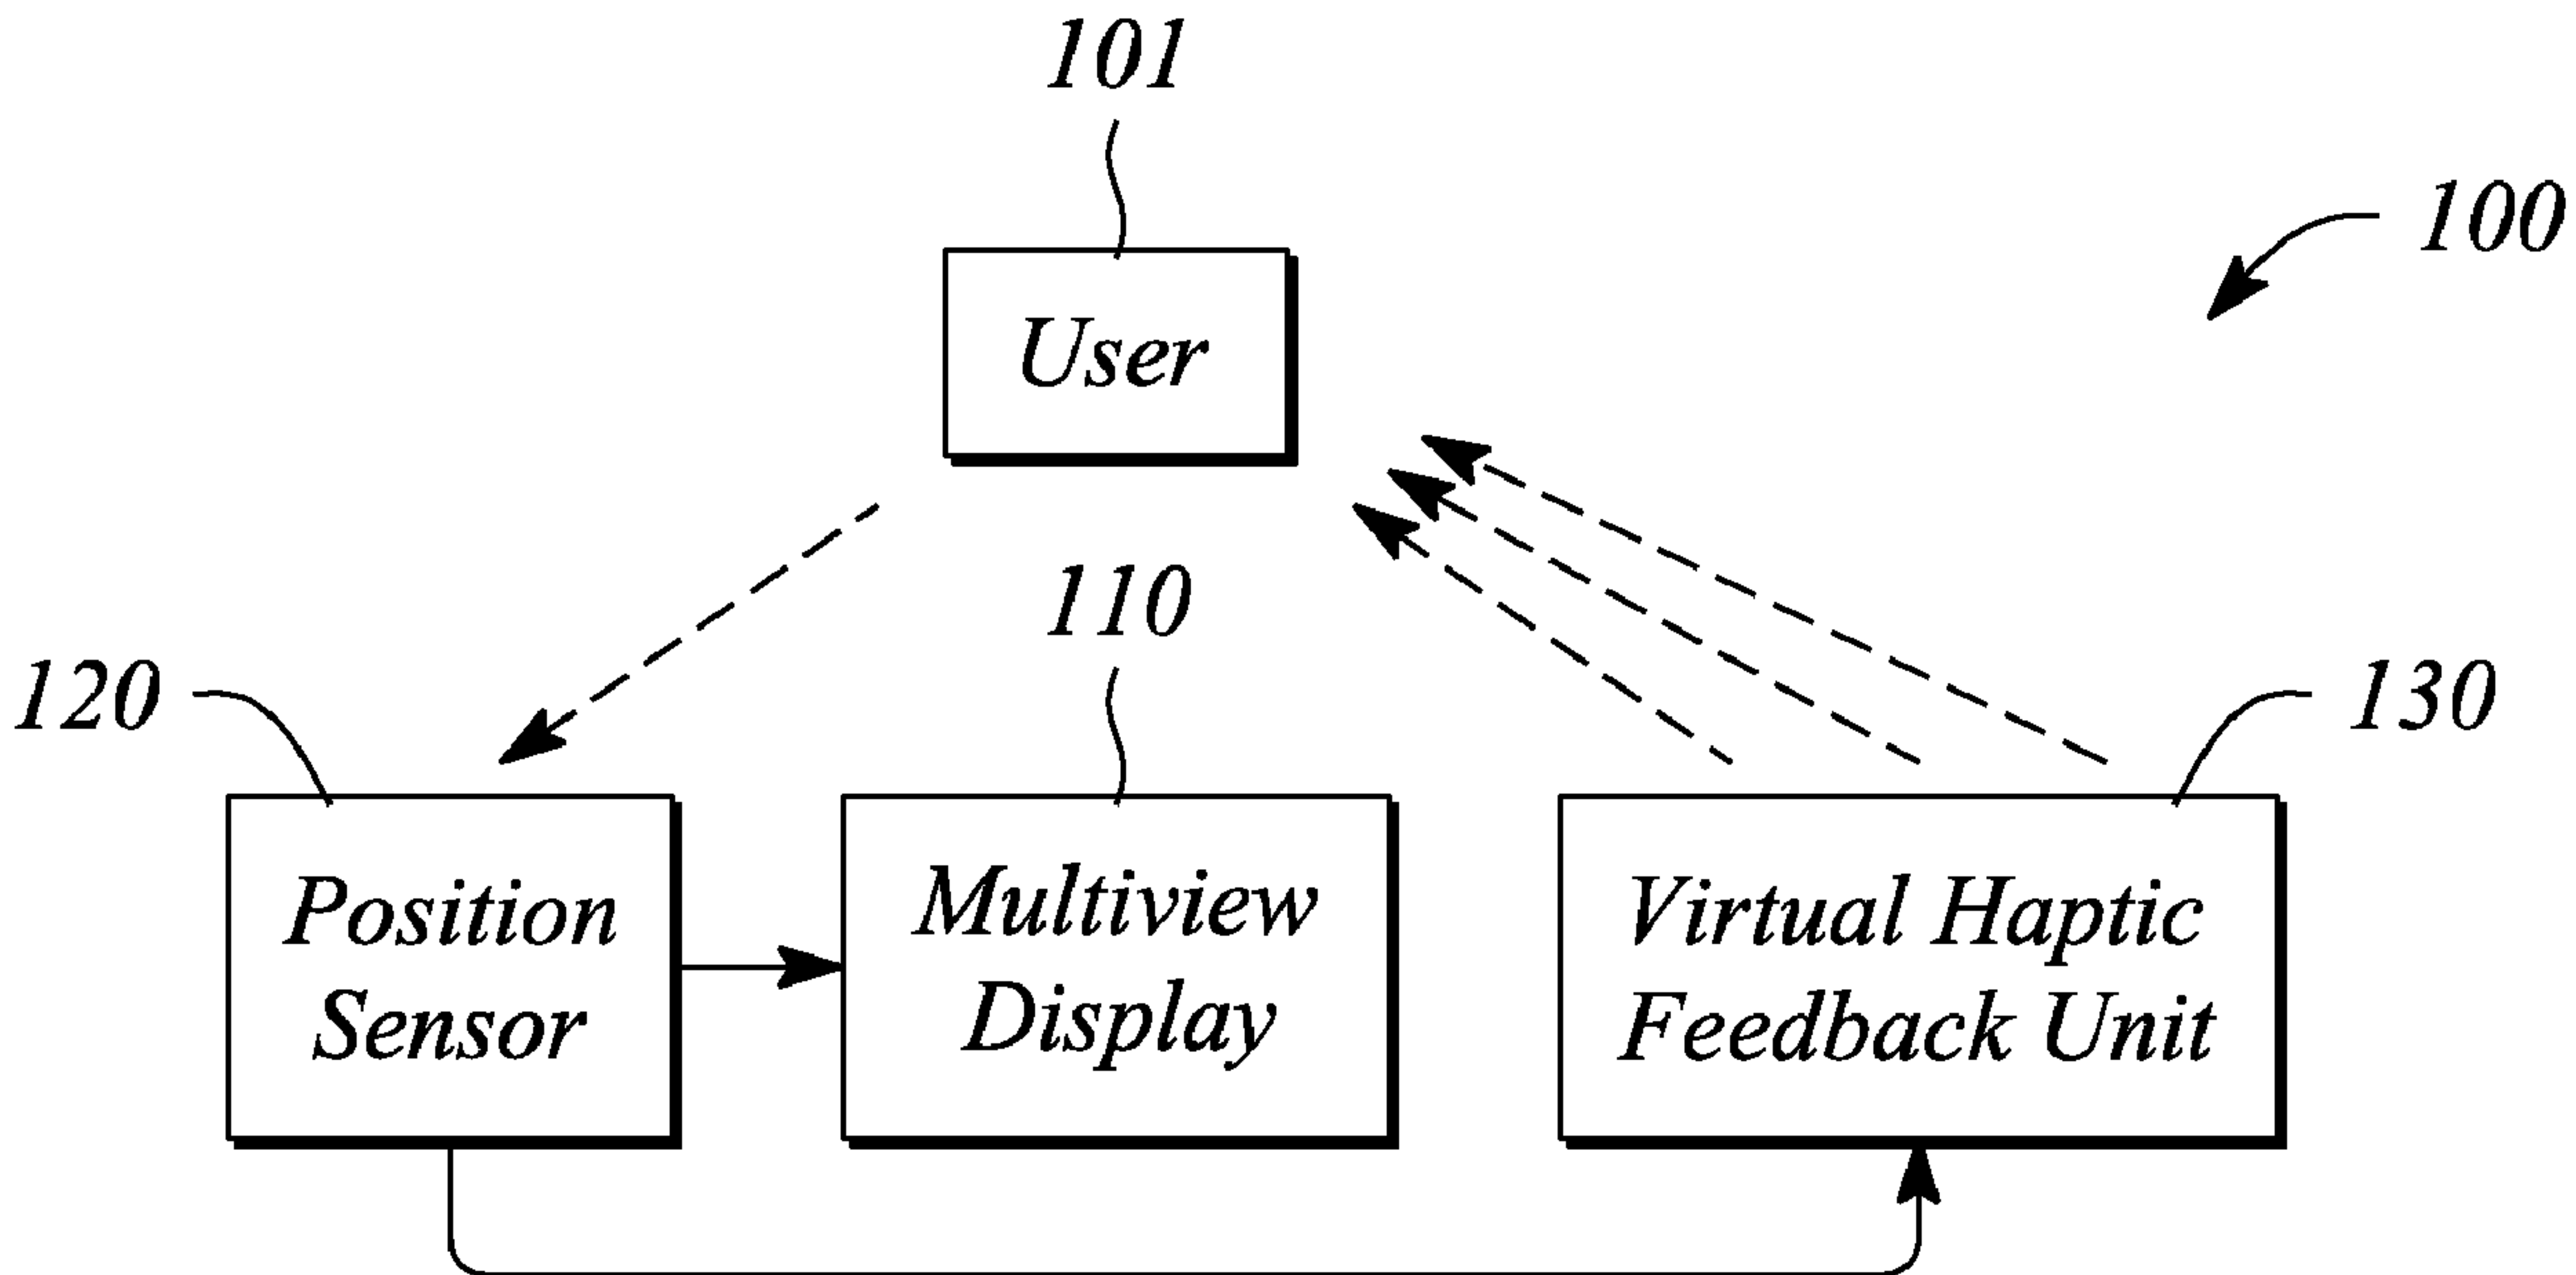 101
100
User
110
120
130
Position
Sensor
Multiview
Display
Virtual Haptic
Feedback Unit